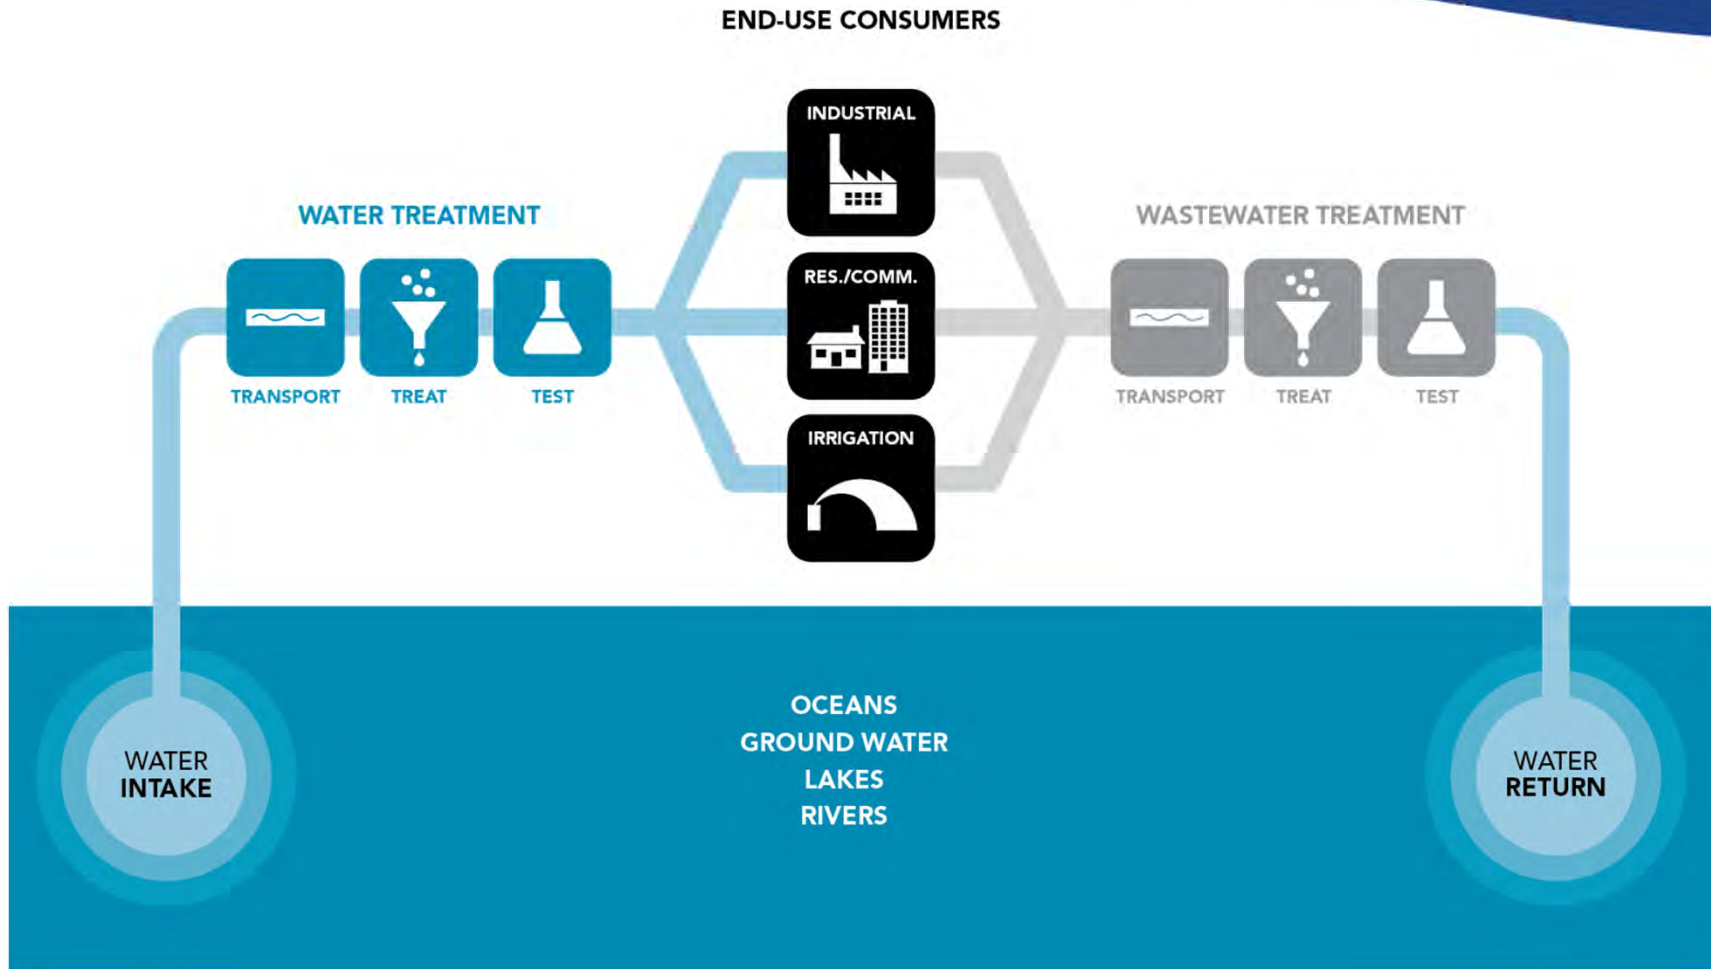 END-USE CONSUMERS
INDUSTRIAL
WATER TREATMENT
WASTEWATER TREATMENT
RES./COMM.
TRANSPORT
TREAT
TEST
TRANSPORT
TREAT
TEST
IRRIGATION
OCEANS
GROUND WATER
LAKES
RIVERS
WATER
INTAKE
WATER
RETURN